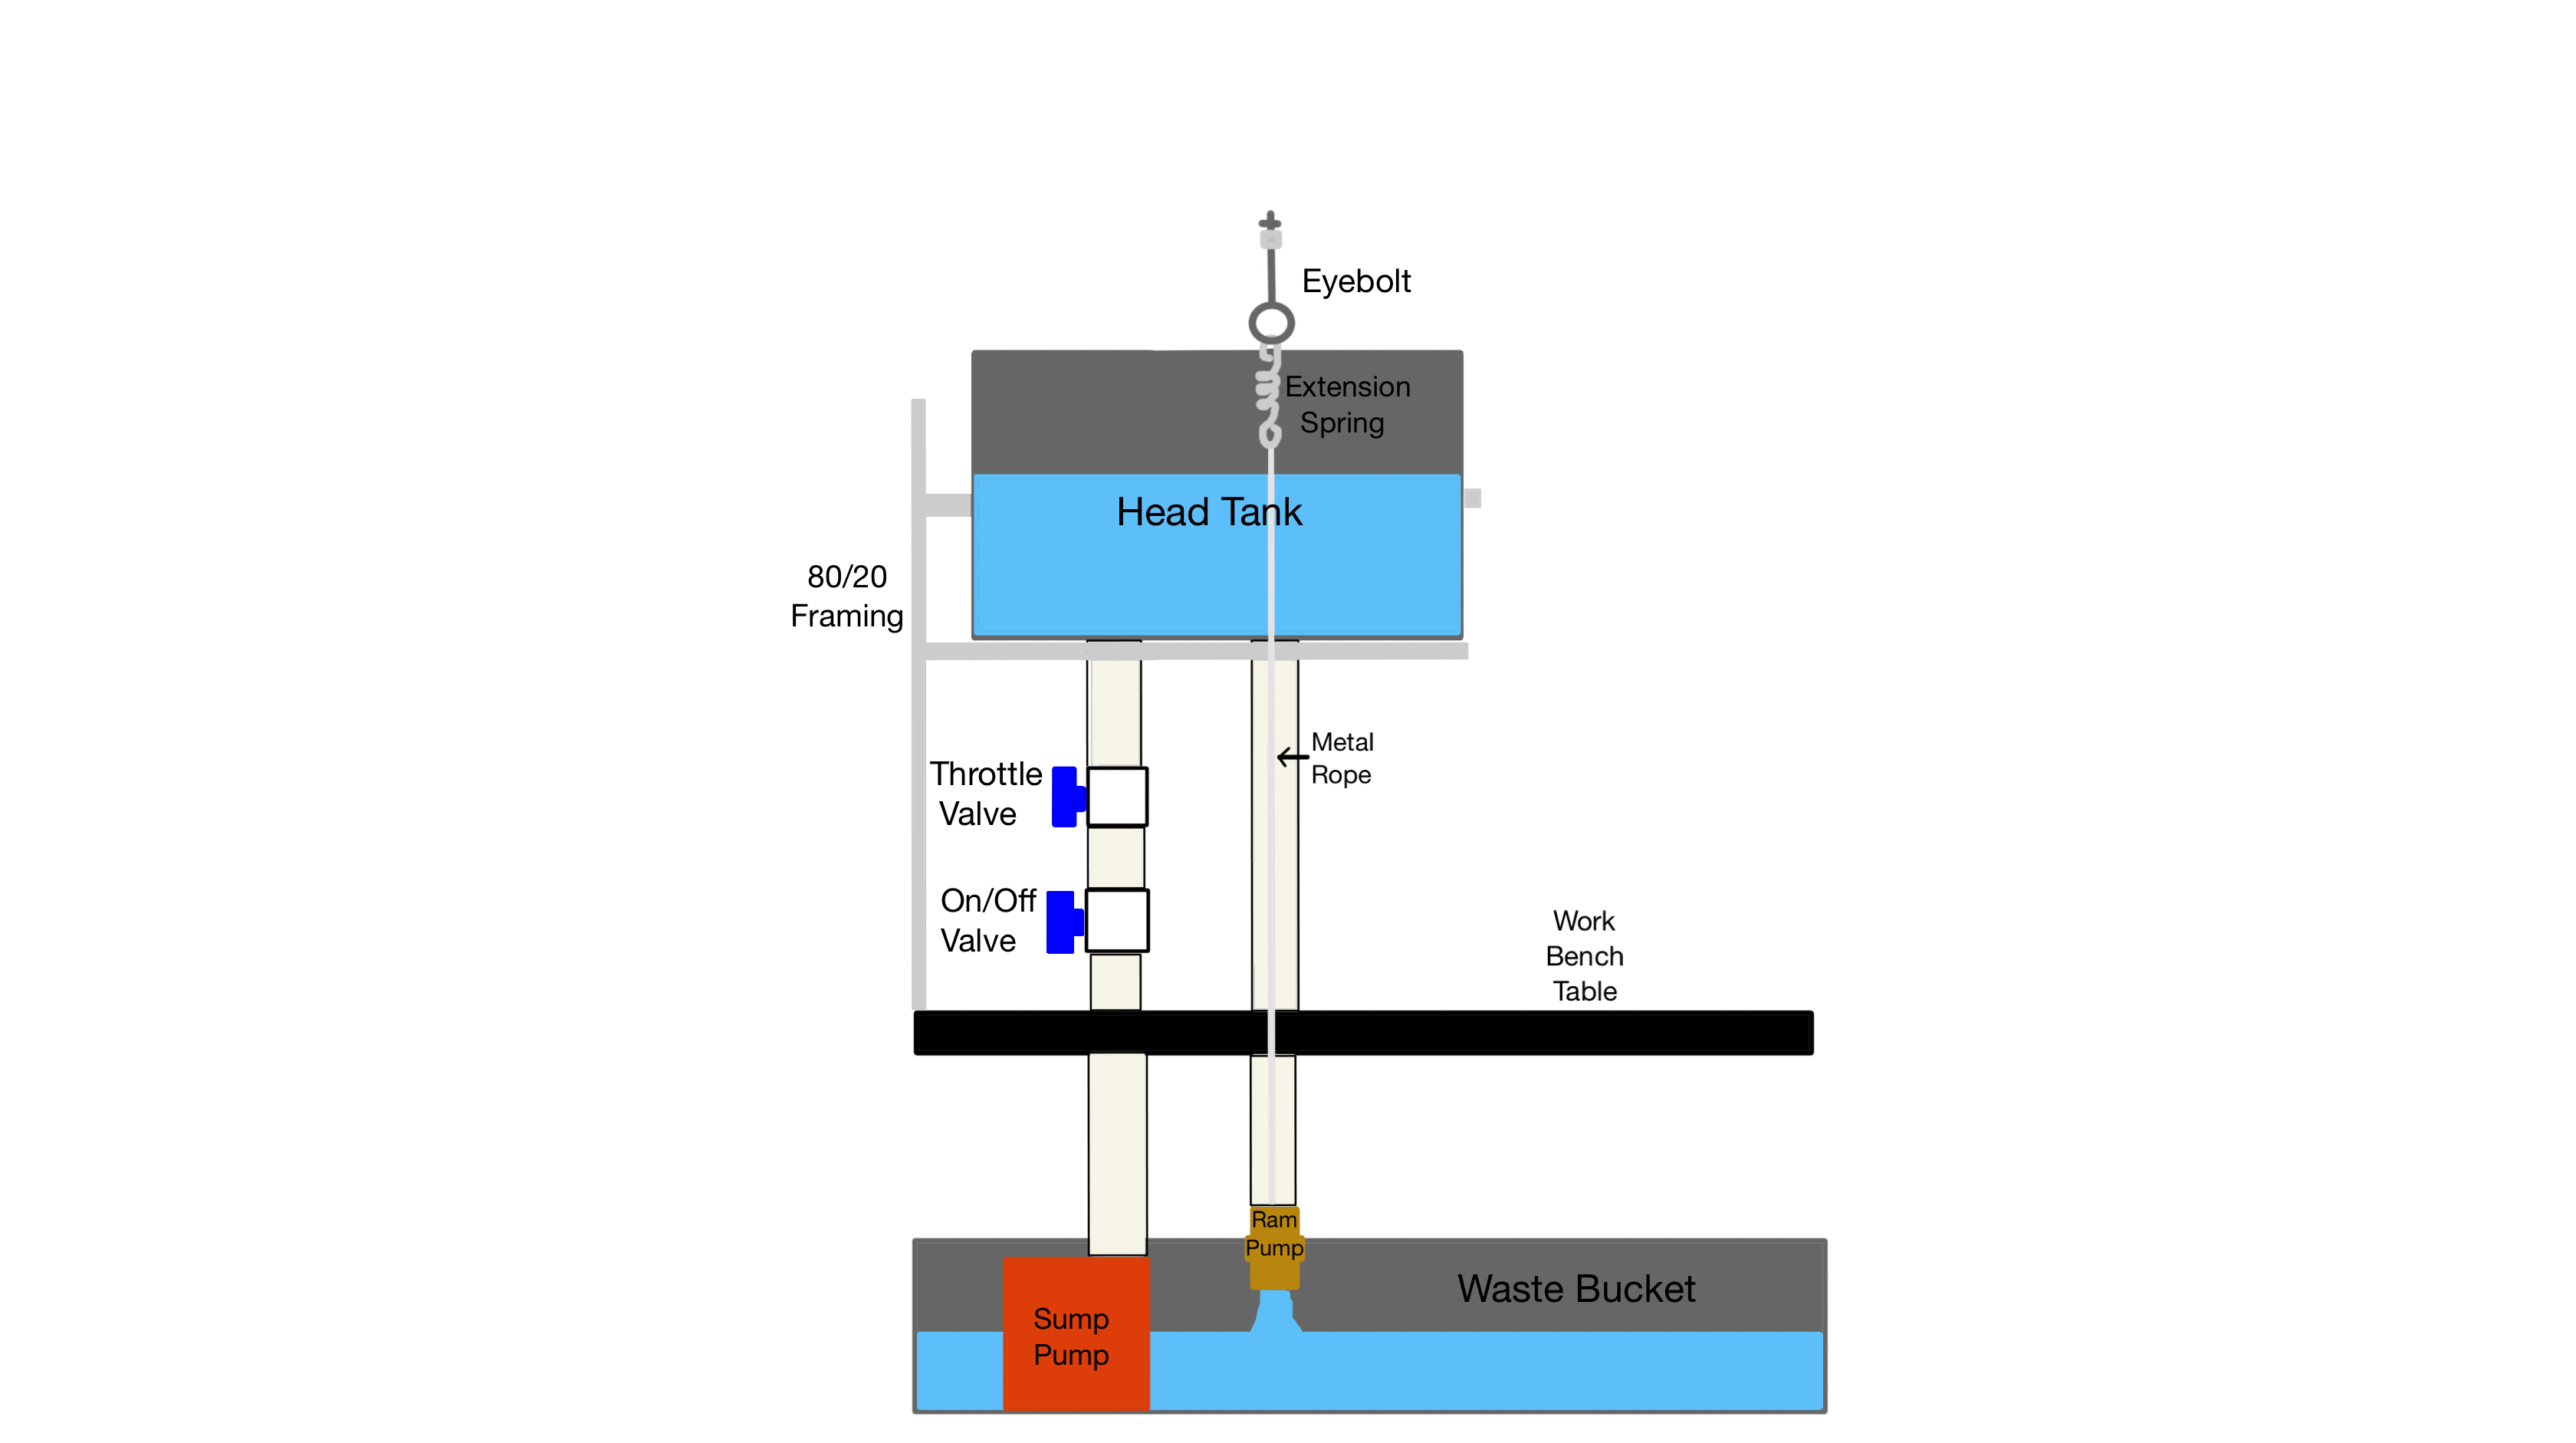 Eyebolt
Extension
Spring
Head Tank
80/20
Framing
Metal
Rope
Throttle
Valve
On/Off
Valve
Work
Bench
Table
Ram
Pump
Waste Bucket
Sump
Pump